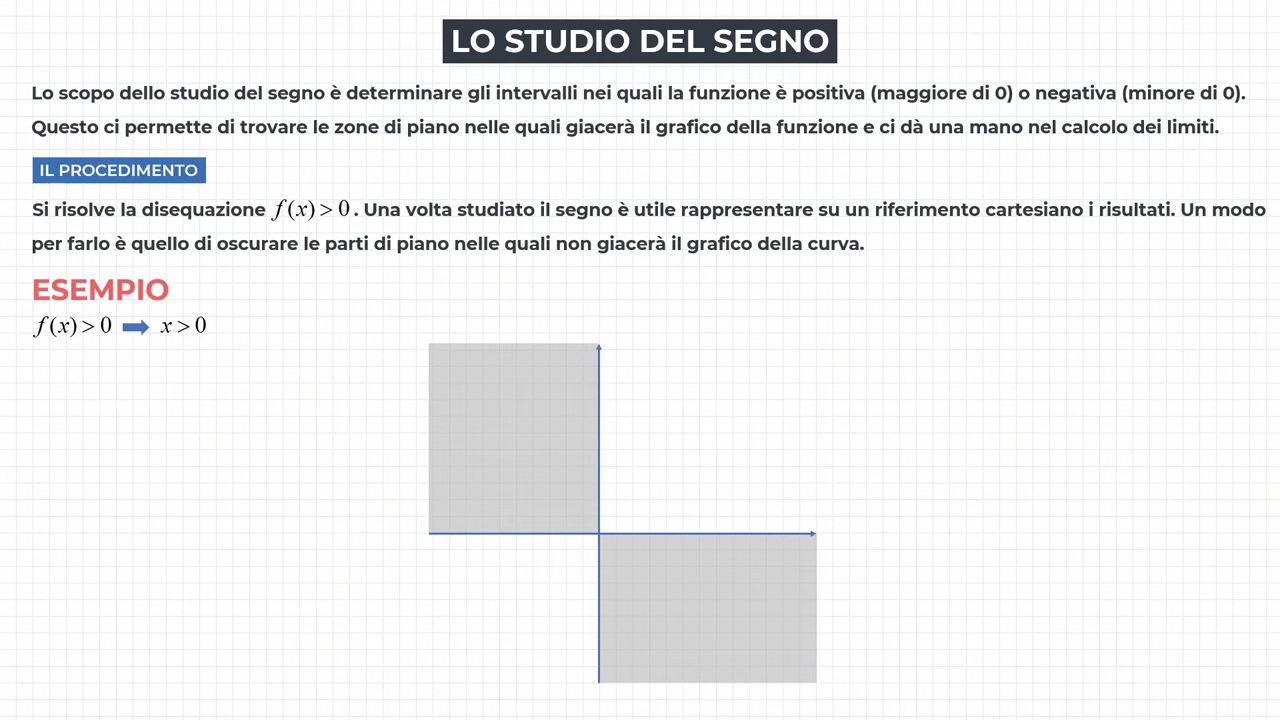 LO STUDIO DEL SEGNO
Lo scopo dello studio del segno è determinare gli intervalli nei quali la funzione è positiva (maggiore di 0) o negativa (minore di 0).
Questo ci permette di trovare le zone di piano nelle quali giacerà il grafico della funzione e ci dà una mano nel calcolo dei limiti.
IL PROCEDIMENTO
Si risolve la disequazione f(x) > 0. Una volta studiato il segno è utile rappresentare su un riferimento cartesiano i risultati. Un modo
per farlo è quello di oscurare le parti di piano nelle quali non giacerà il grafico della curva.
ESEMPIO
f(x) > 0 ➡ x > 0